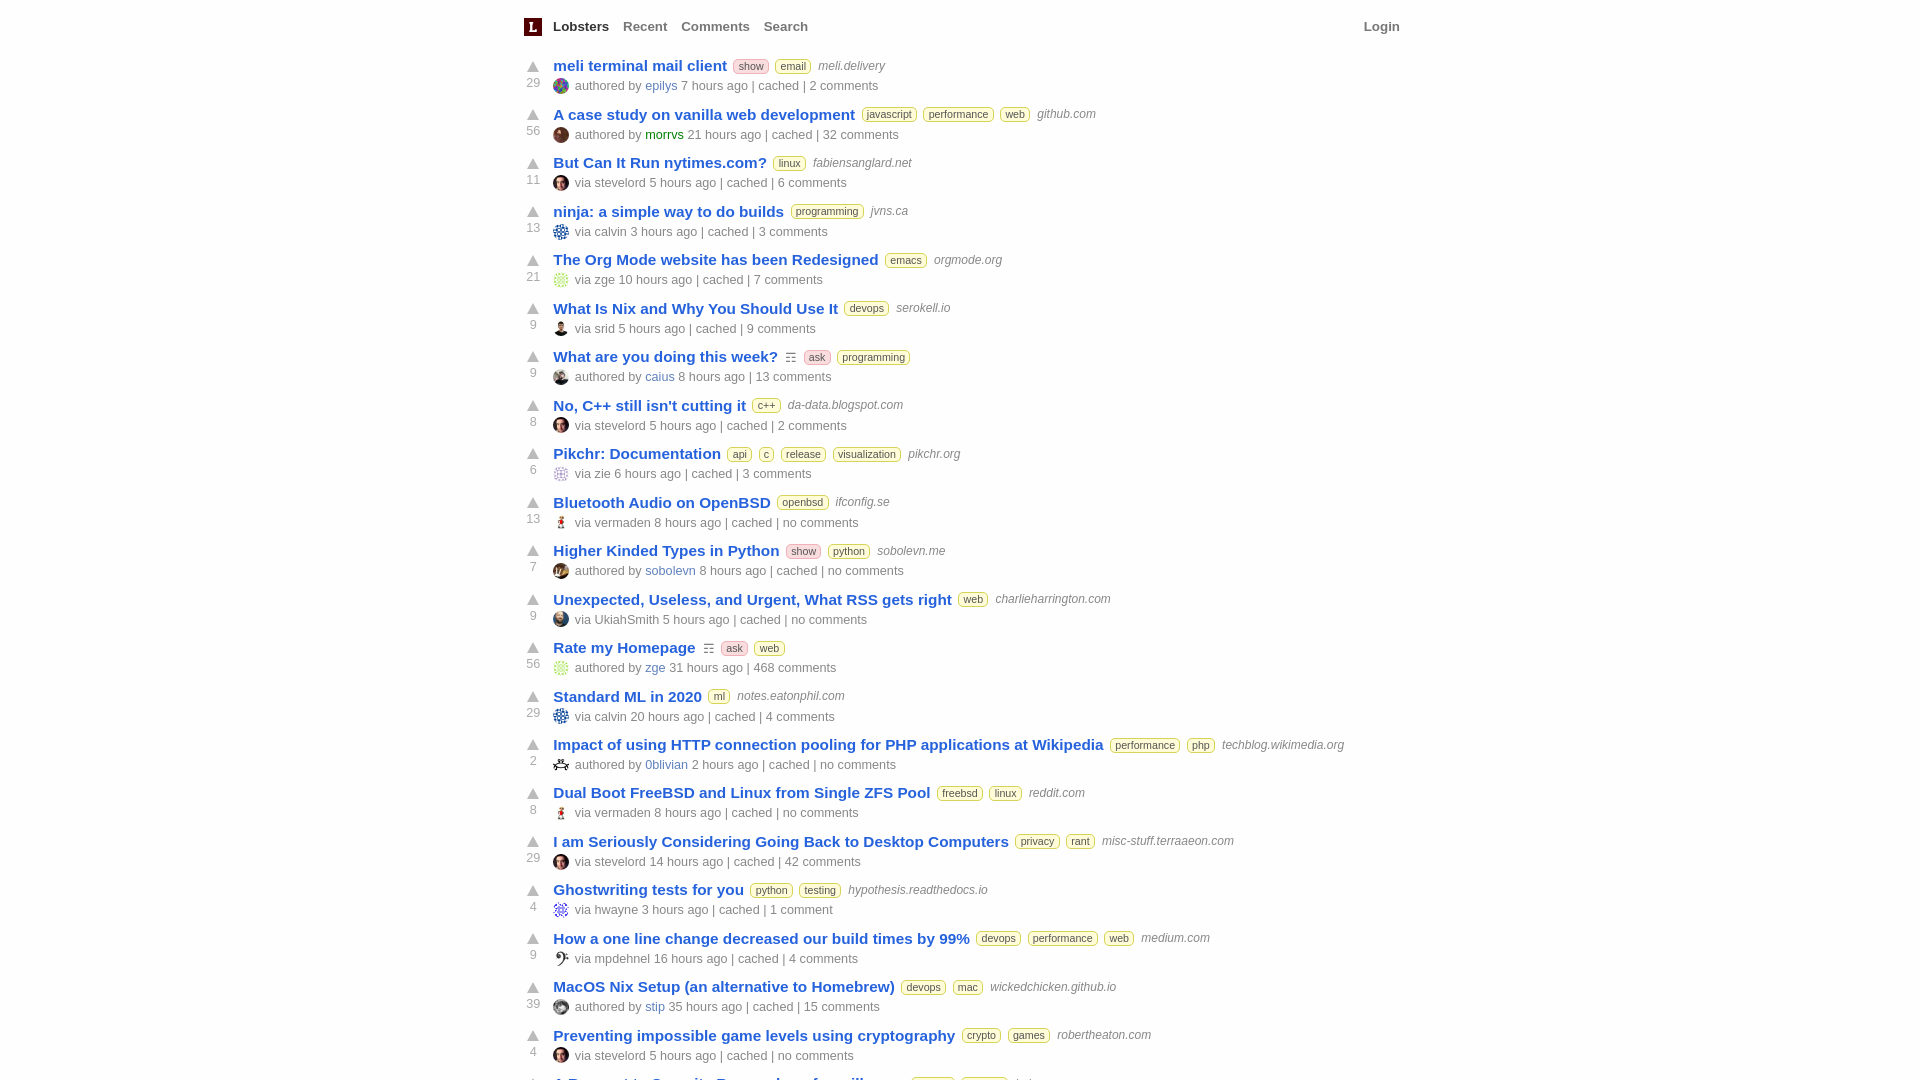 L Lobsters Recent Comments Search Login
meli terminal mail client show email meli.delivery
29
authored by epilys 7 hours ago | cached | 2 comments
A case study on vanilla web development javascript performance web github.com
56
authored by morrvs 21 hours ago | cached | 32 comments
But Can It Run nytimes.com? linux fabiensanglard.net
11
via stevelord 5 hours ago | cached | 6 comments
ninja: a simple way to do builds programming jvns.ca
13
via calvin 3 hours ago | cached | 3 comments
The Org Mode website has been Redesigned emacs orgmode.org
21
via zge 10 hours ago | cached | 7 comments
What Is Nix and Why You Should Use It devops serokell.io
9
via srid 5 hours ago | cached | 9 comments
What are you doing this week? ☶ ask programming
9
authored by caius 8 hours ago | 13 comments
No, C++ still isn't cutting it c++ da-data.blogspot.com
8
via stevelord 5 hours ago | cached | 2 comments
Pikchr: Documentation api c release visualization pikchr.org
6
via zie 6 hours ago | cached | 3 comments
Bluetooth Audio on OpenBSD openbsd ifconfig.se
13
via vermaden 8 hours ago | cached | no comments
Higher Kinded Types in Python show python sobolevn.me
7
authored by sobolevn 8 hours ago | cached | no comments
Unexpected, Useless, and Urgent, What RSS gets right web charlieharrington.com
9
via UkiahSmith 5 hours ago | cached | no comments
Rate my Homepage ☶ ask web
56
authored by zge 31 hours ago | 468 comments
Standard ML in 2020 ml notes.eatonphil.com
29
via calvin 20 hours ago | cached | 4 comments
Impact of using HTTP connection pooling for PHP applications at Wikipedia performance php techblog.wikimedia.org
2
authored by 0blivian 2 hours ago | cached | no comments
Dual Boot FreeBSD and Linux from Single ZFS Pool freebsd linux reddit.com
8
via vermaden 8 hours ago | cached | no comments
I am Seriously Considering Going Back to Desktop Computers privacy rant misc-stuff.terraaeon.com
29
via stevelord 14 hours ago | cached | 42 comments
Ghostwriting tests for you python testing hypothesis.readthedocs.io
4
via hwayne 3 hours ago | cached | 1 comment
How a one line change decreased our build times by 99% devops performance web medium.com
9
via mpdehnel 16 hours ago | cached | 4 comments
MacOS Nix Setup (an alternative to Homebrew) devops mac wickedchicken.github.io
39
authored by stip 35 hours ago | cached | 15 comments
Preventing impossible game levels using cryptography crypto games robertheaton.com
4
via stevelord 5 hours ago | cached | no comments